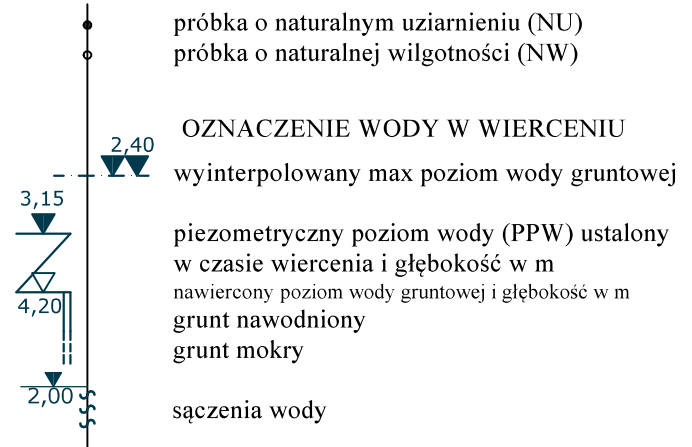 próbka o naturalnym uziarnieniu (NU)
próbka o naturalnej wilgotności (NW)
OZNACZENIE WODY W WIERCENIU
2,40
wyinterpolowany max poziom wody gruntowej
3,15
piezometryczny poziom wody (PPW) ustalony
w czasie wiercenia i głębokość w m
nawiercony poziom wody gruntowej i głębokość w m
4,20
grunt nawodniony
grunt mokry
2,00
sączenia wody